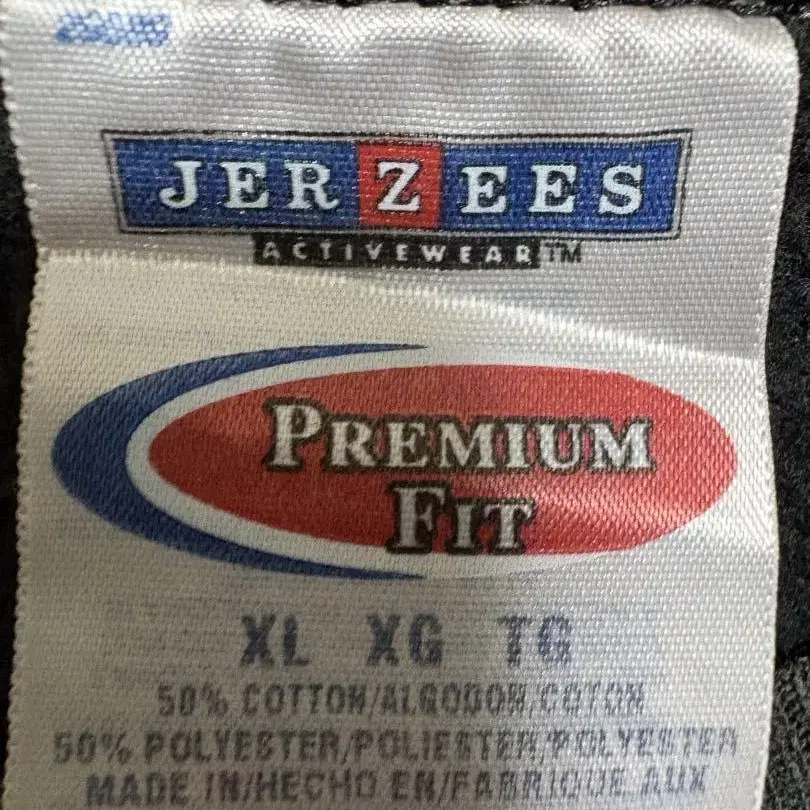 JERZEES
ACTIVEWEAR™
PREMIUM
FIT
XL XG TG
50% COTTON/ALGODON/COTON
50% POLYESTER/POLIESTER/POLYESTER
MADE IN/HECHO EN/FABRIQUE AUX